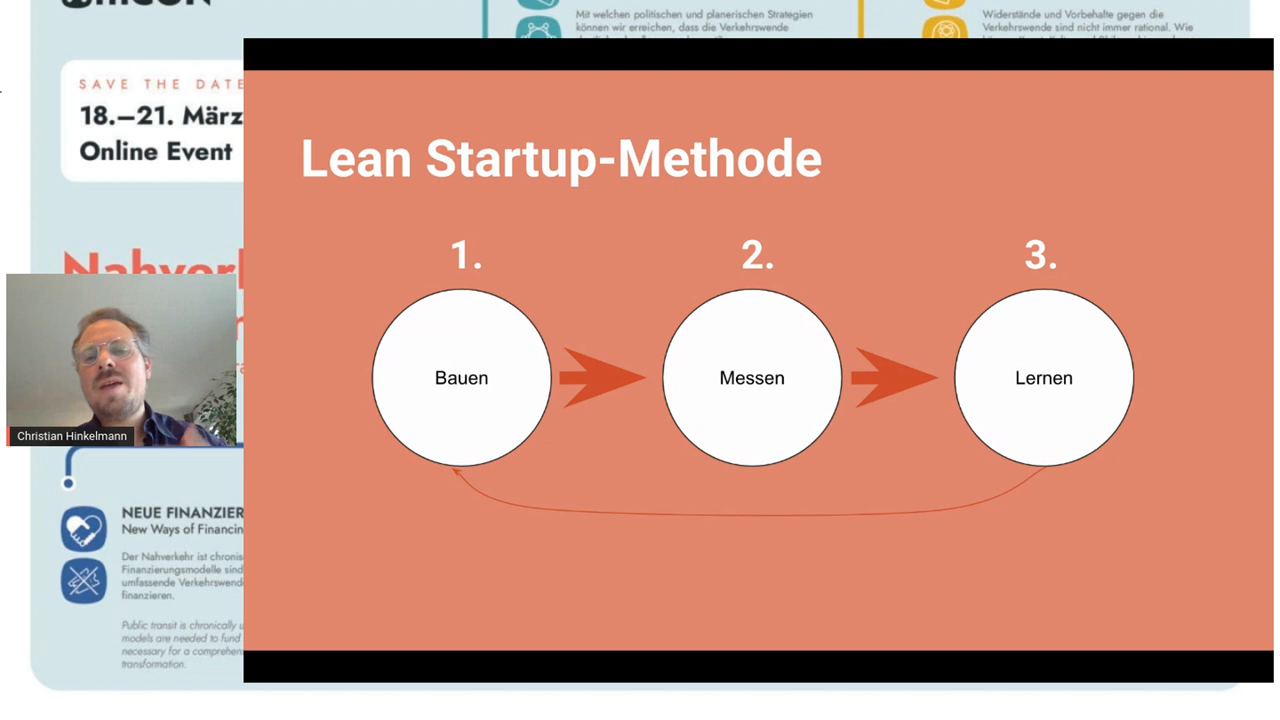 Mit welchen politischen und planerischen Strategien
können wir erreichen, dass die Verkehrswende
Widerstände und Vorbehalte gegen die
Verkehrswende sind nicht immer rational. Wie
SAVE THE DATE
18.–21. März
Online Event
Lean Startup-Methode
1.
2.
3.
Bauen
Messen
Lernen
Christian Hinkelmann
NEUE FINANZIER
New Ways of Financin
Der Nahverkehr ist chronis
Finanzierungsmodelle sind
umfassende Verkehrswend
finanzieren.
Public transit is chronically u
models are needed to fund
necessary for a comprehen
transformation.